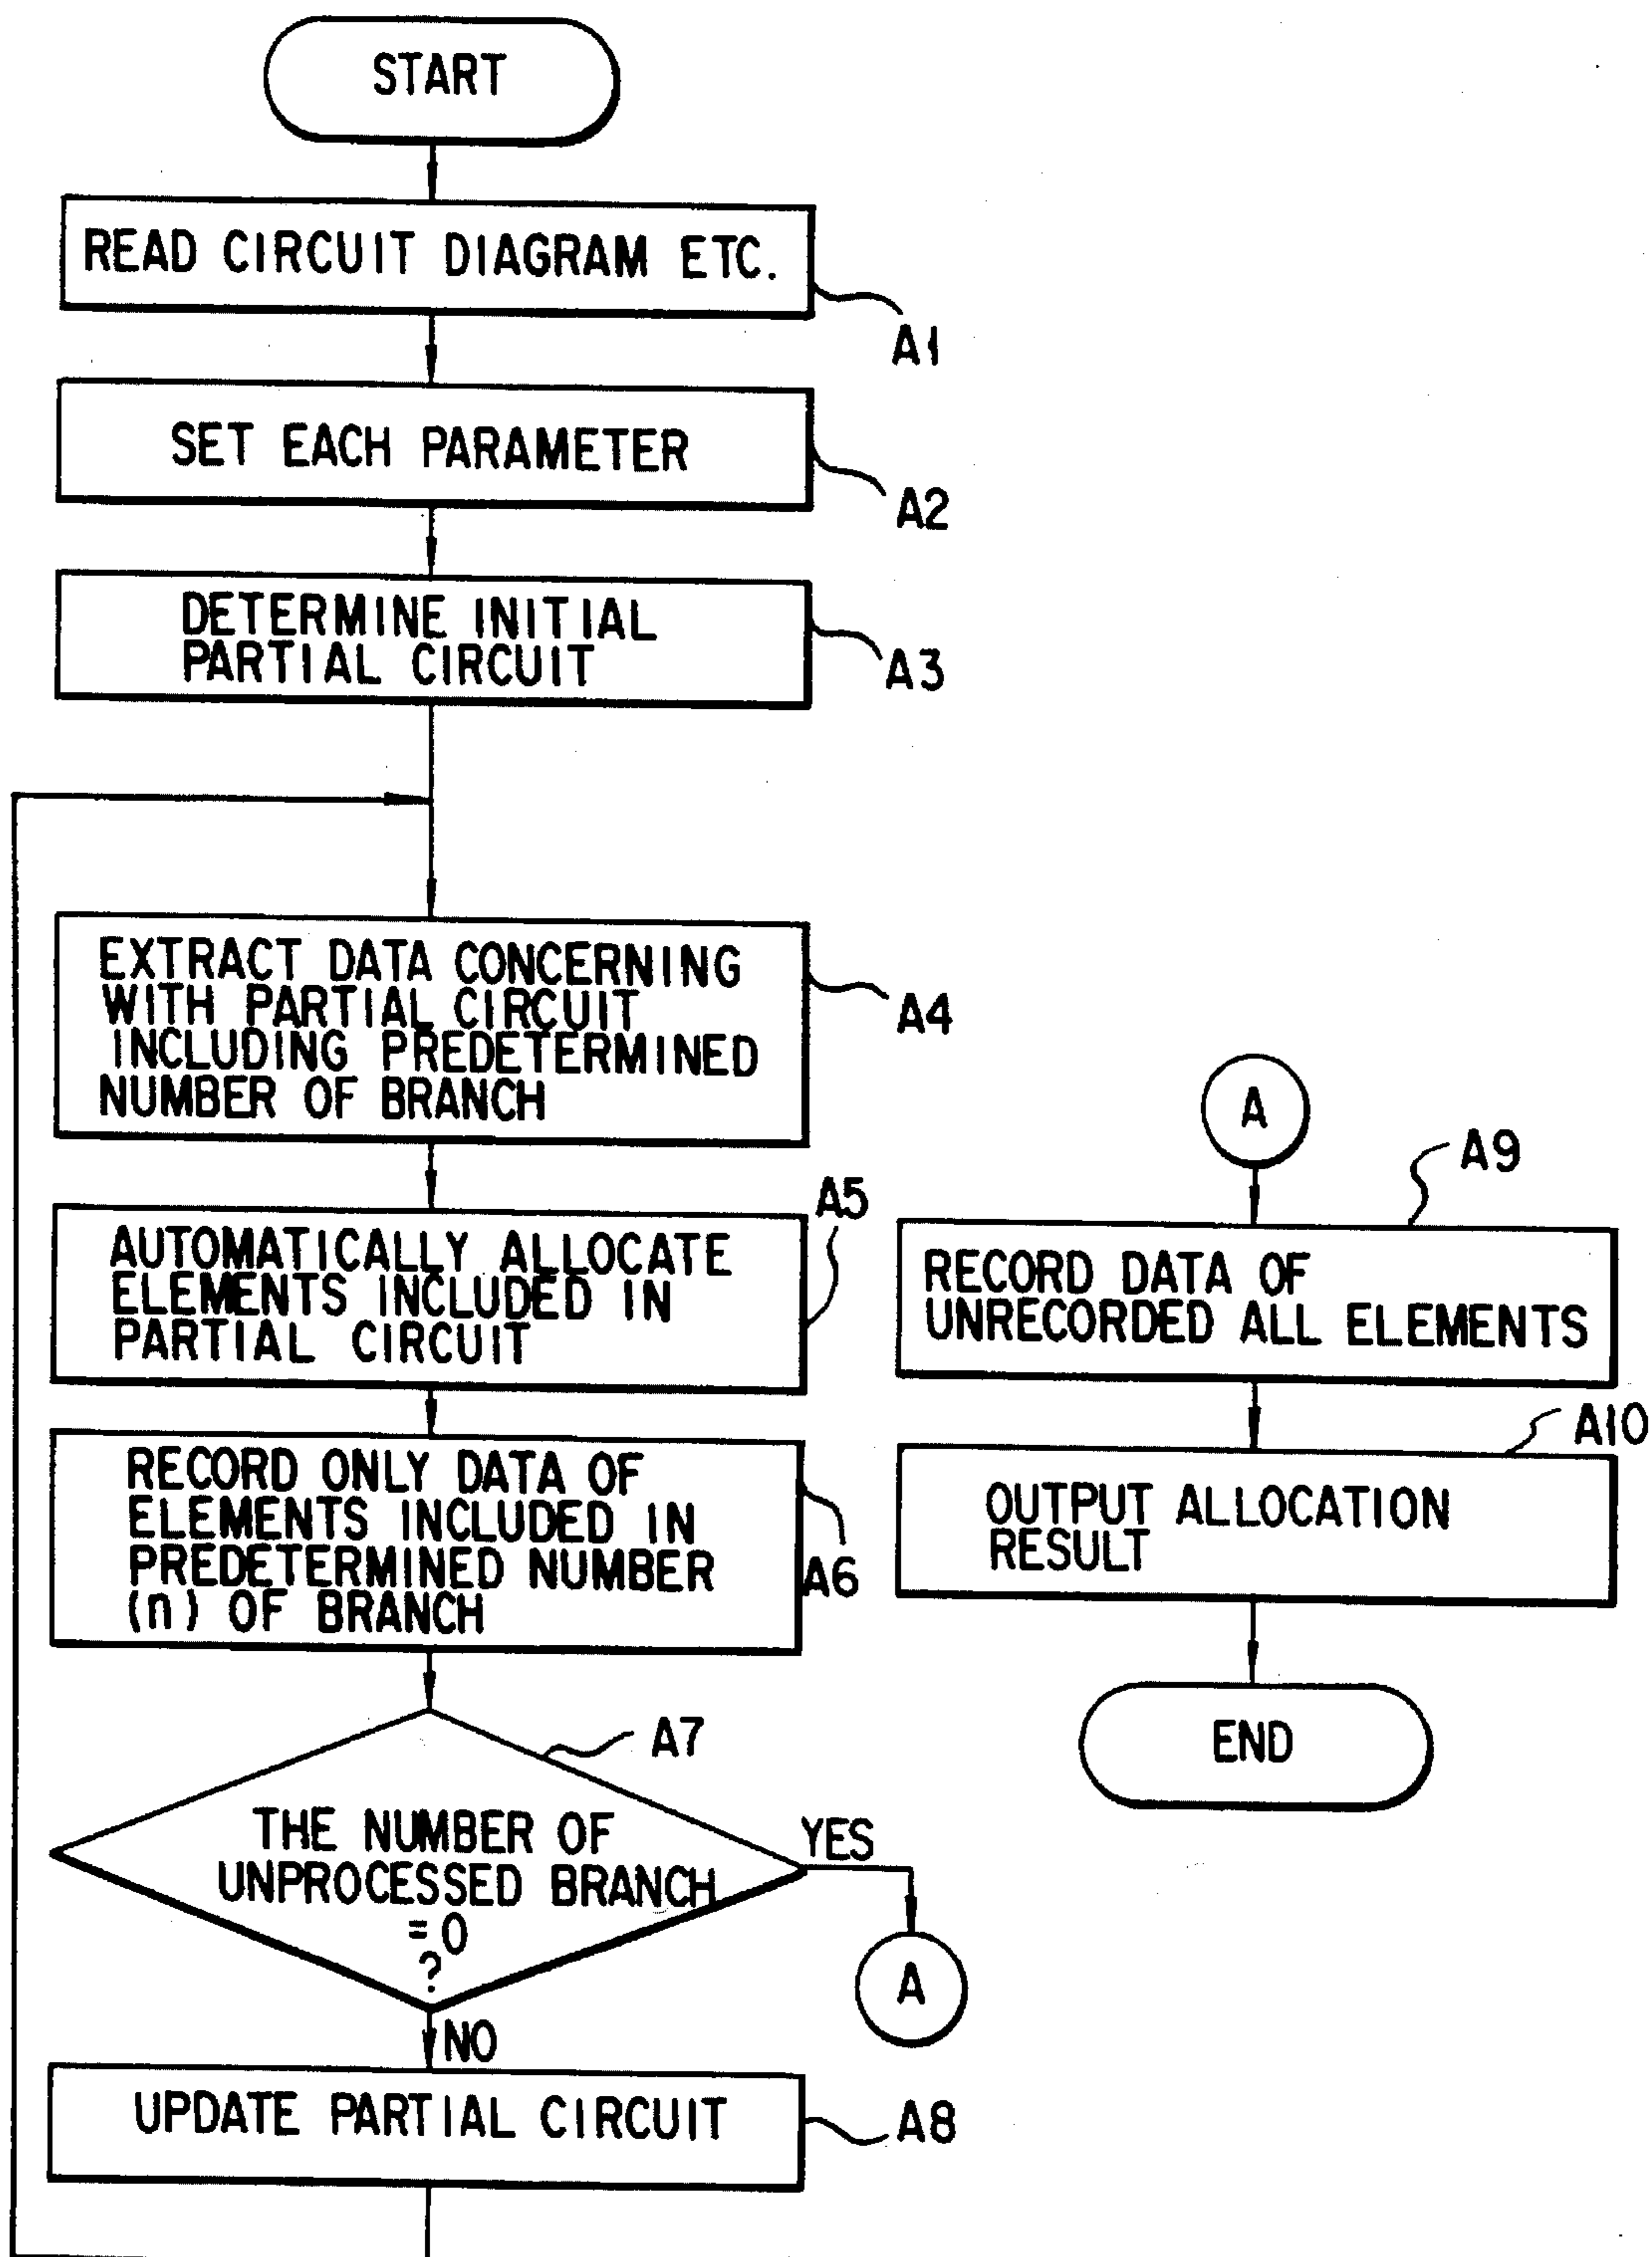 START
READ CIRCUIT DIAGRAM ETC.
A1
SET EACH PARAMETER
A2
DETERMINE INITIAL
PARTIAL CIRCUIT
A3
EXTRACT DATA CONCERNING
WITH PARTIAL CIRCUIT
INCLUDING PREDETERMINED
NUMBER OF BRANCH
A4
AUTOMATICALLY ALLOCATE
ELEMENTS INCLUDED IN
PARTIAL CIRCUIT
A5
RECORD ONLY DATA OF
ELEMENTS INCLUDED IN
PREDETERMINED NUMBER
(n) OF BRANCH
A6
A7
THE NUMBER OF
UNPROCESSED BRANCH
=0
?
YES
A
NO
UPDATE PARTIAL CIRCUIT
A8
A
A9
RECORD DATA OF
UNRECORDED ALL ELEMENTS
A10
OUTPUT ALLOCATION
RESULT
END